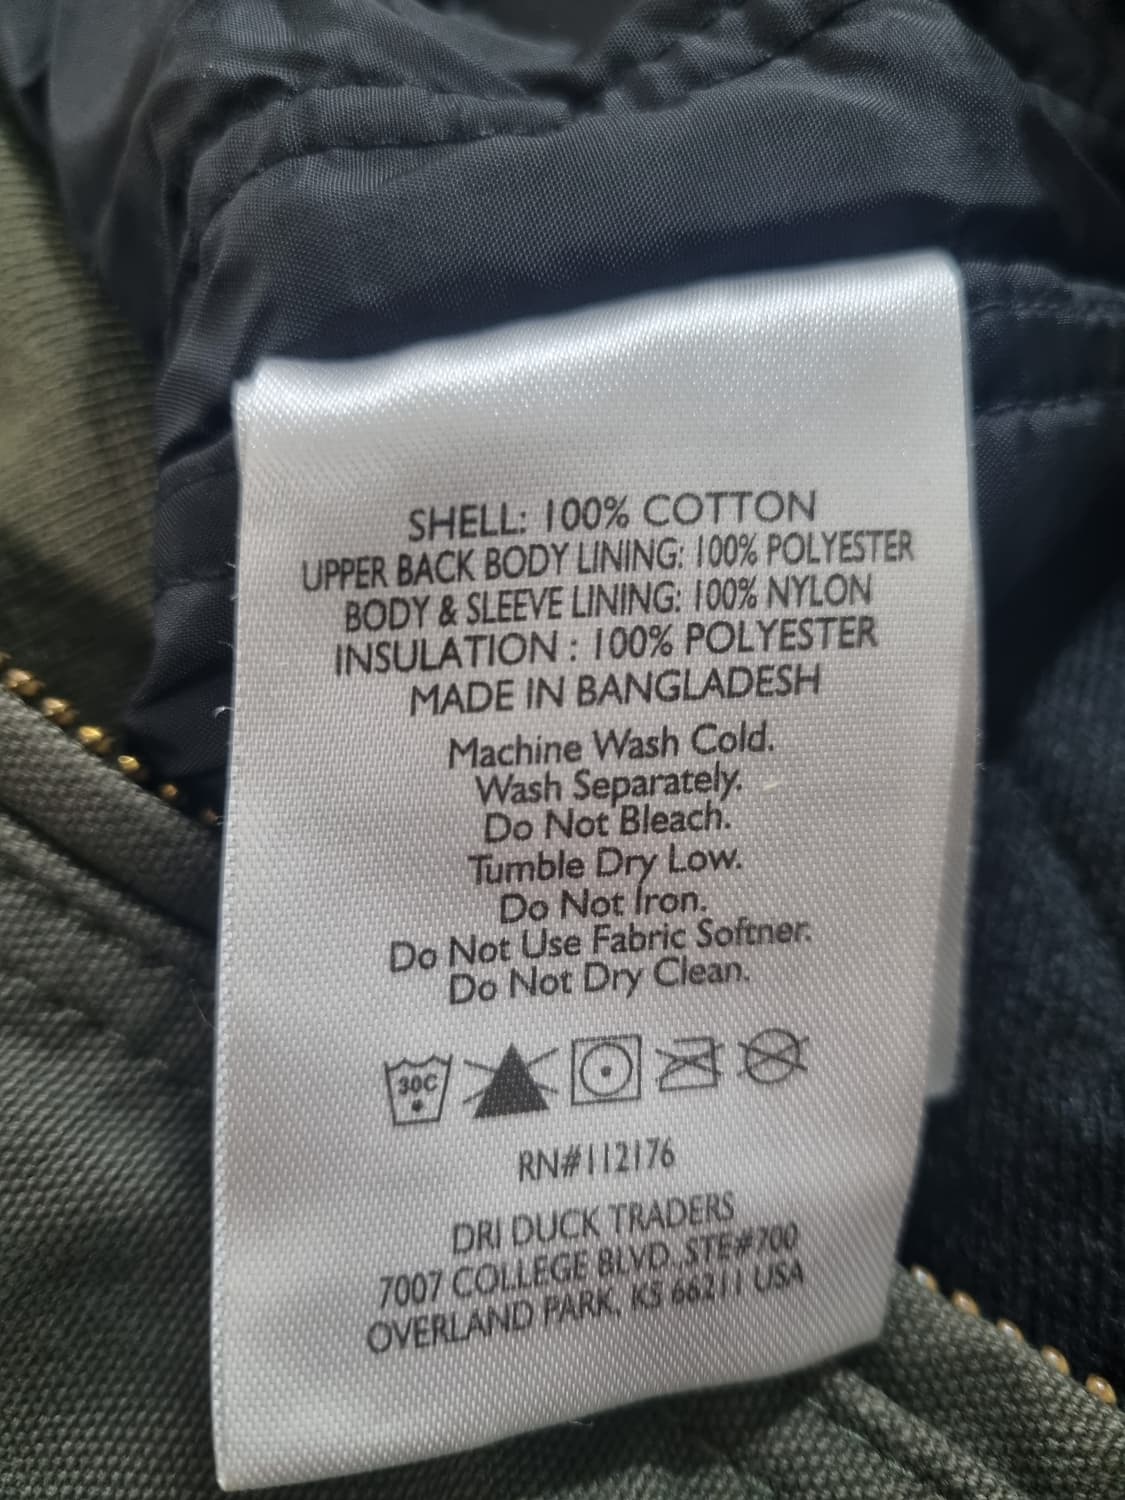 SHELL: 100% COTTON
UPPER BACK BODY LINING: 100% POLYESTER
BODY & SLEEVE LINING: 100% NYLON
INSULATION : 100% POLYESTER
MADE IN BANGLADESH
Machine Wash Cold.
Wash Separately.
Do Not Bleach.
Tumble Dry Low.
Do Not Iron.
Do Not Use Fabric Softner.
Do Not Dry Clean.
30C
RN#112176
DRI DUCK TRADERS
7007 COLLEGE BLVD., STE#700
OVERLAND PARK, KS 66211 USA